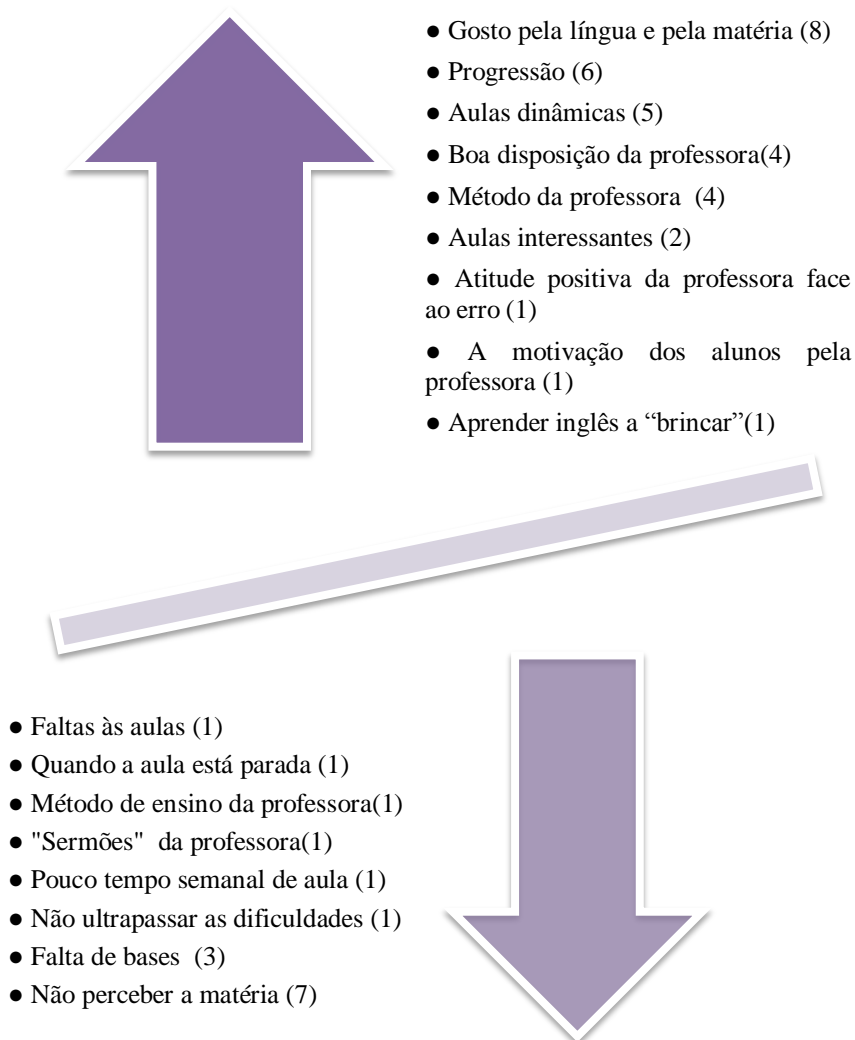 ● Gosto pela língua e pela matéria (8)
● Progressão (6)
● Aulas dinâmicas (5)
● Boa disposição da professora(4)
● Método da professora (4)
● Aulas interessantes (2)
● Atitude positiva da professora face
ao erro (1)
● A motivação dos alunos pela
professora (1)
● Aprender inglês a “brincar”(1)
● Faltas às aulas (1)
● Quando a aula está parada (1)
● Método de ensino da professora(1)
● "Sermões" da professora(1)
● Pouco tempo semanal de aula (1)
● Não ultrapassar as dificuldades (1)
● Falta de bases (3)
● Não perceber a matéria (7)